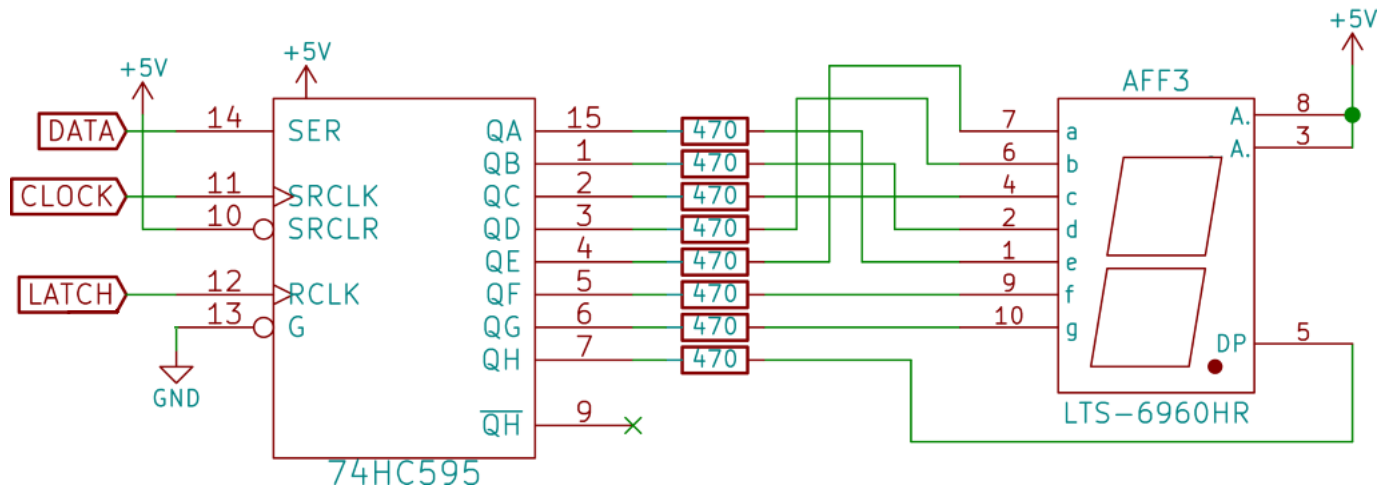 +5V
+5V
+5V
AFF3
DATA
14
SER
QA
15
470
7
a
A.
8
QB
1
470
6
b
A.
3
CLOCK
11
SRCLK
QC
2
470
4
c
10
SRCLR
QD
3
470
2
d
QE
4
470
1
e
LATCH
12
RCLK
QF
5
470
9
f
13
G
QG
6
470
10
g
QH
7
470
DP
5
GND
QH
9
LTS-6960HR
74HC595